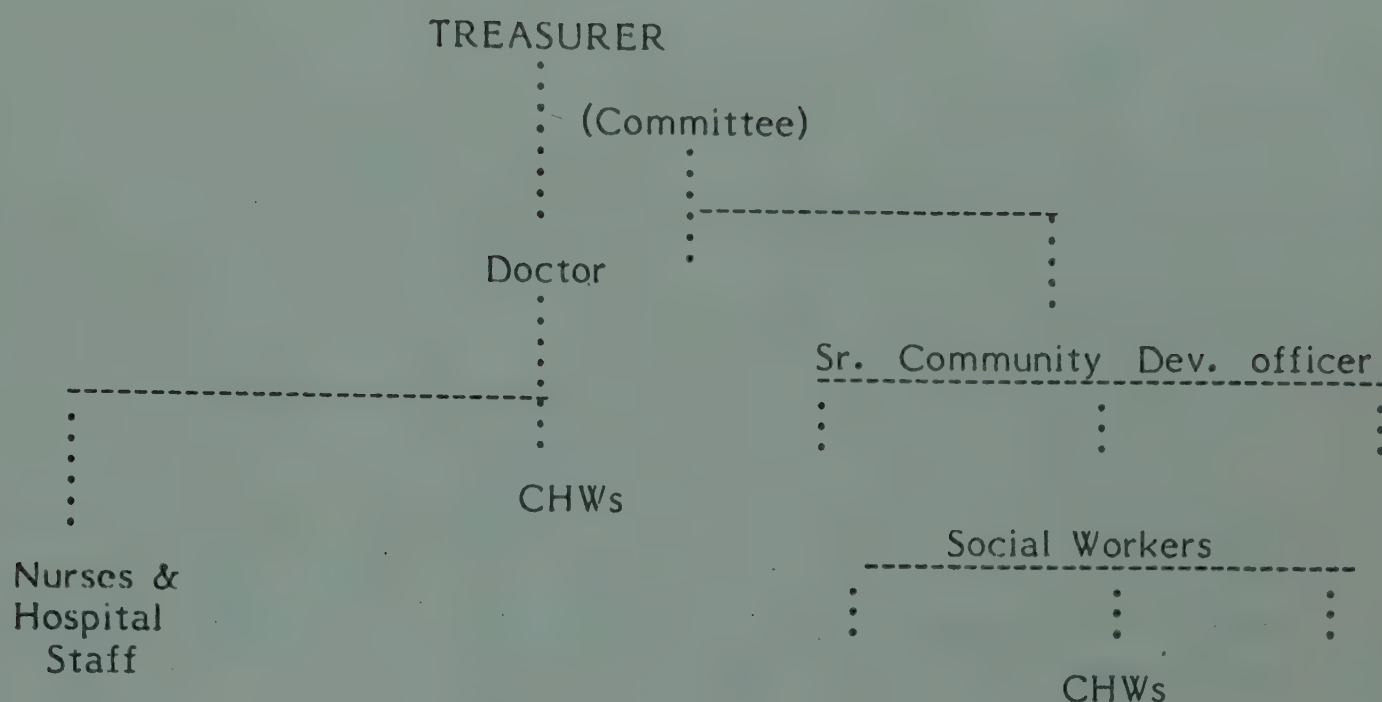 TREASURER
(Committee)
Doctor
Sr. Community Dev. officer
CHWs
Social Workers
Nurses &
Hospital
Staff
CHWs